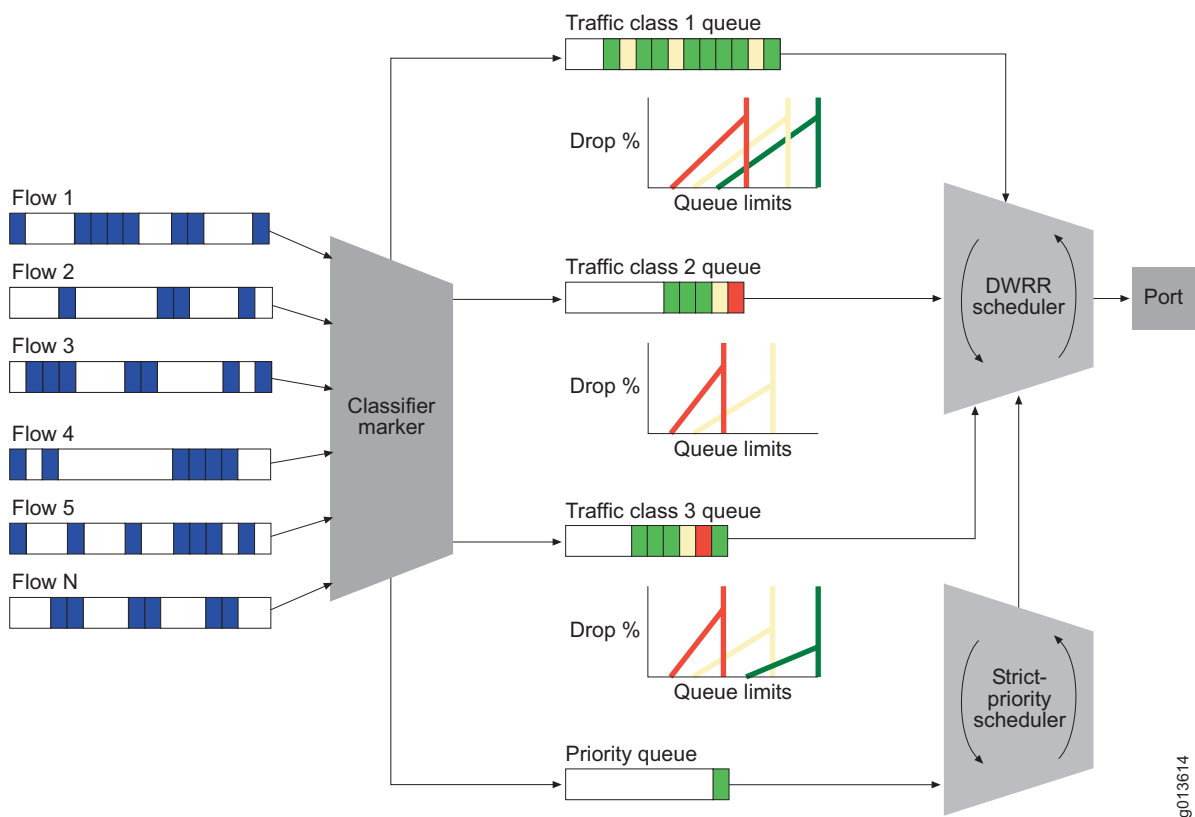 Traffic class 1 queue
Drop %
Queue limits
Flow 1
Flow 2
Flow 3
Flow 4
Flow 5
Flow N
Classifier
marker
Traffic class 2 queue
Drop %
Queue limits
DWRR
scheduler
Port
Traffic class 3 queue
Drop %
Queue limits
Strict-
priority
scheduler
Priority queue
g013614